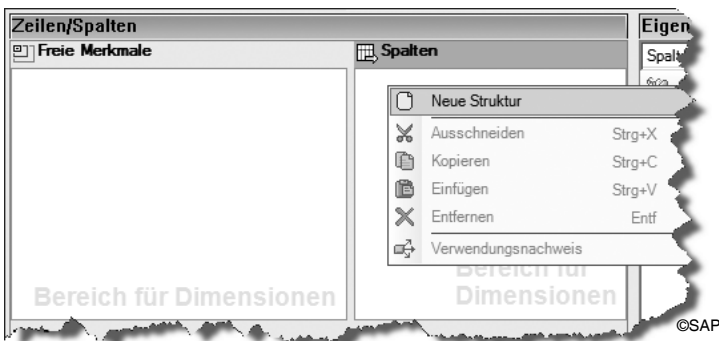 Zeilen/Spalten
Eigen
Freie Merkmale
Spalten
Neue Struktur
Ausschneiden Strg+X
Kopieren Strg+C
Einfügen Strg+V
Entfernen Entf
Verwendungsnachweis
Bereich für Dimensionen
Bereich für
Dimensionen
©SAP